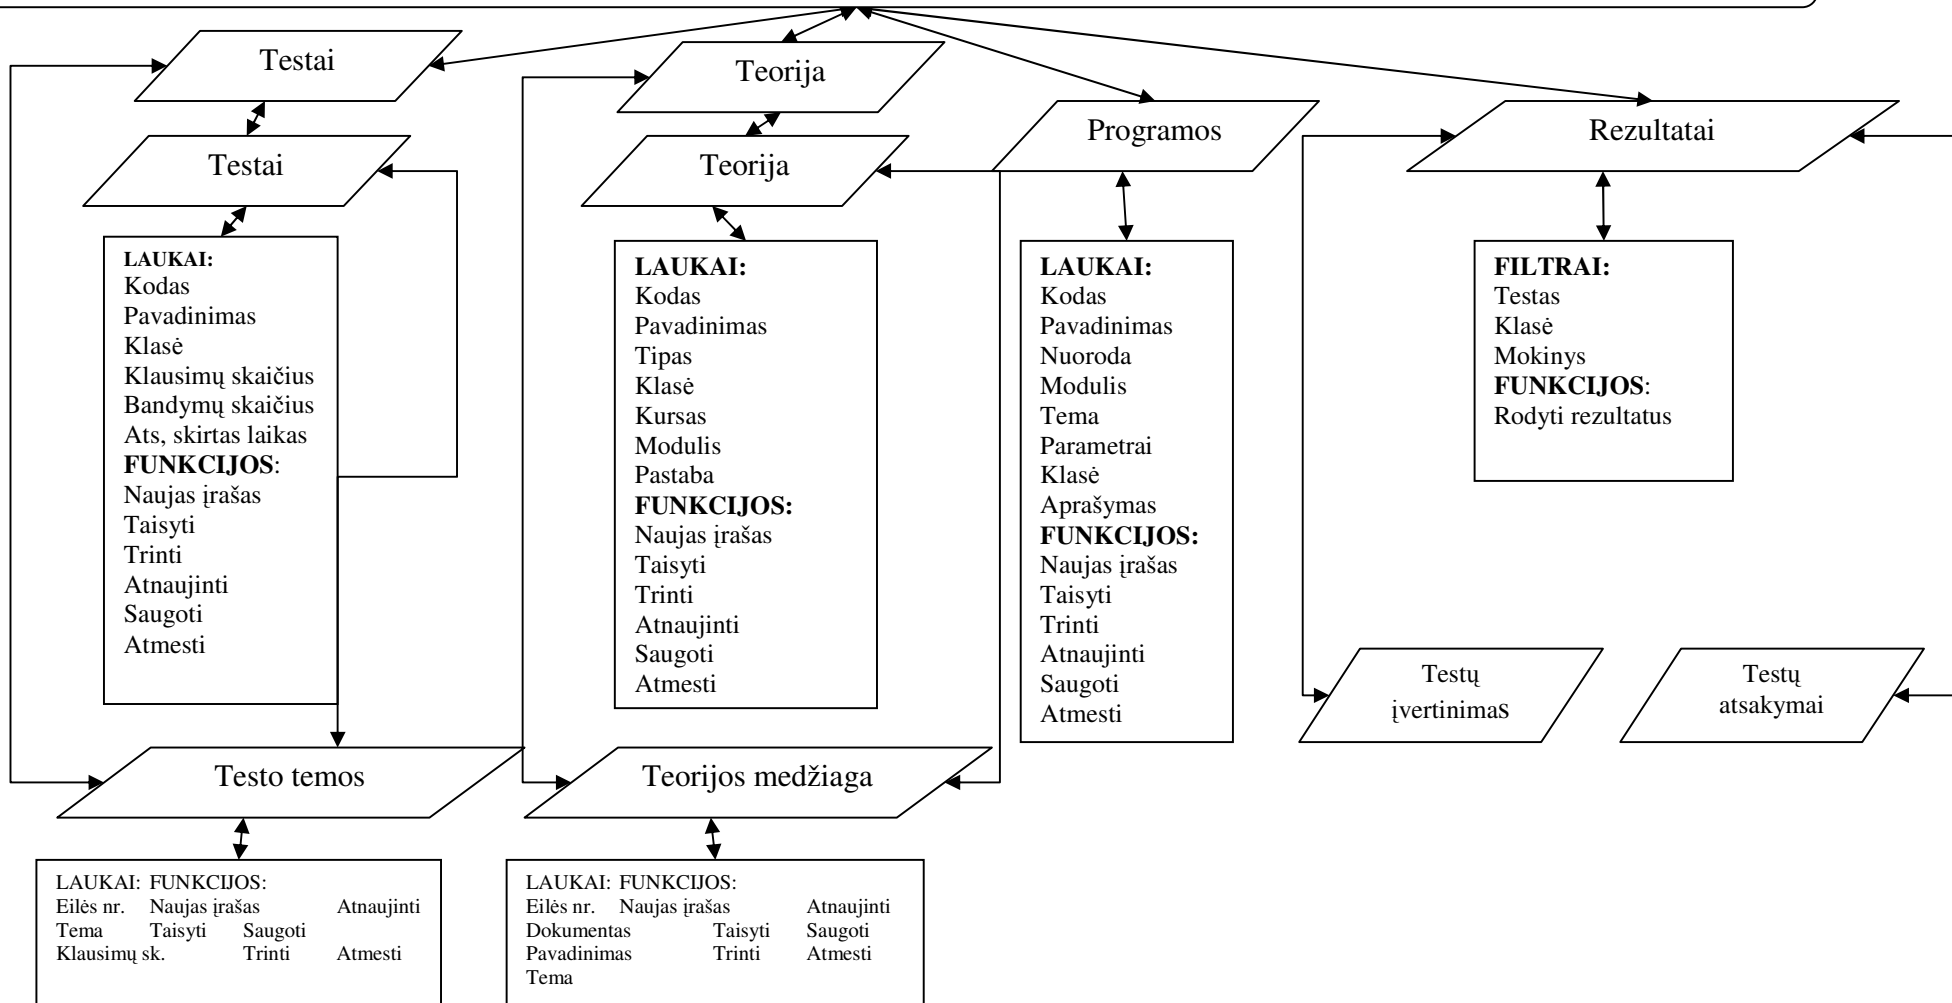 Testai
Teorija
Programos
Rezultatai
Testai
Teorija
LAUKAI:
Kodas
Pavadinimas
Klasė
Klausimų skaičius
Bandymų skaičius
Ats, skirtas laikas
FUNKCIJOS:
Naujas įrašas
Taisyti
Trinti
Atnaujinti
Saugoti
Atmesti
LAUKAI:
Kodas
Pavadinimas
Tipas
Klasė
Kursas
Modulis
Pastaba
FUNKCIJOS:
Naujas įrašas
Taisyti
Trinti
Atnaujinti
Saugoti
Atmesti
LAUKAI:
Kodas
Pavadinimas
Nuoroda
Modulis
Tema
Parametrai
Klasė
Aprašymas
FUNKCIJOS:
Naujas įrašas
Taisyti
Trinti
Atnaujinti
Saugoti
Atmesti
FILTRAI:
Testas
Klasė
Mokinys
FUNKCIJOS:
Rodyti rezultatus
Testų
įvertinimas
Testų
atsakymai
Testo temos
Teorijos medžiaga
LAUKAI: FUNKCIJOS:
Eilės nr. Naujas įrašas Atnaujinti
Tema Taisyti Saugoti
Klausimų sk. Trinti Atmesti
LAUKAI: FUNKCIJOS:
Eilės nr. Naujas įrašas Atnaujinti
Dokumentas Taisyti Saugoti
Pavadinimas Trinti Atmesti
Tema